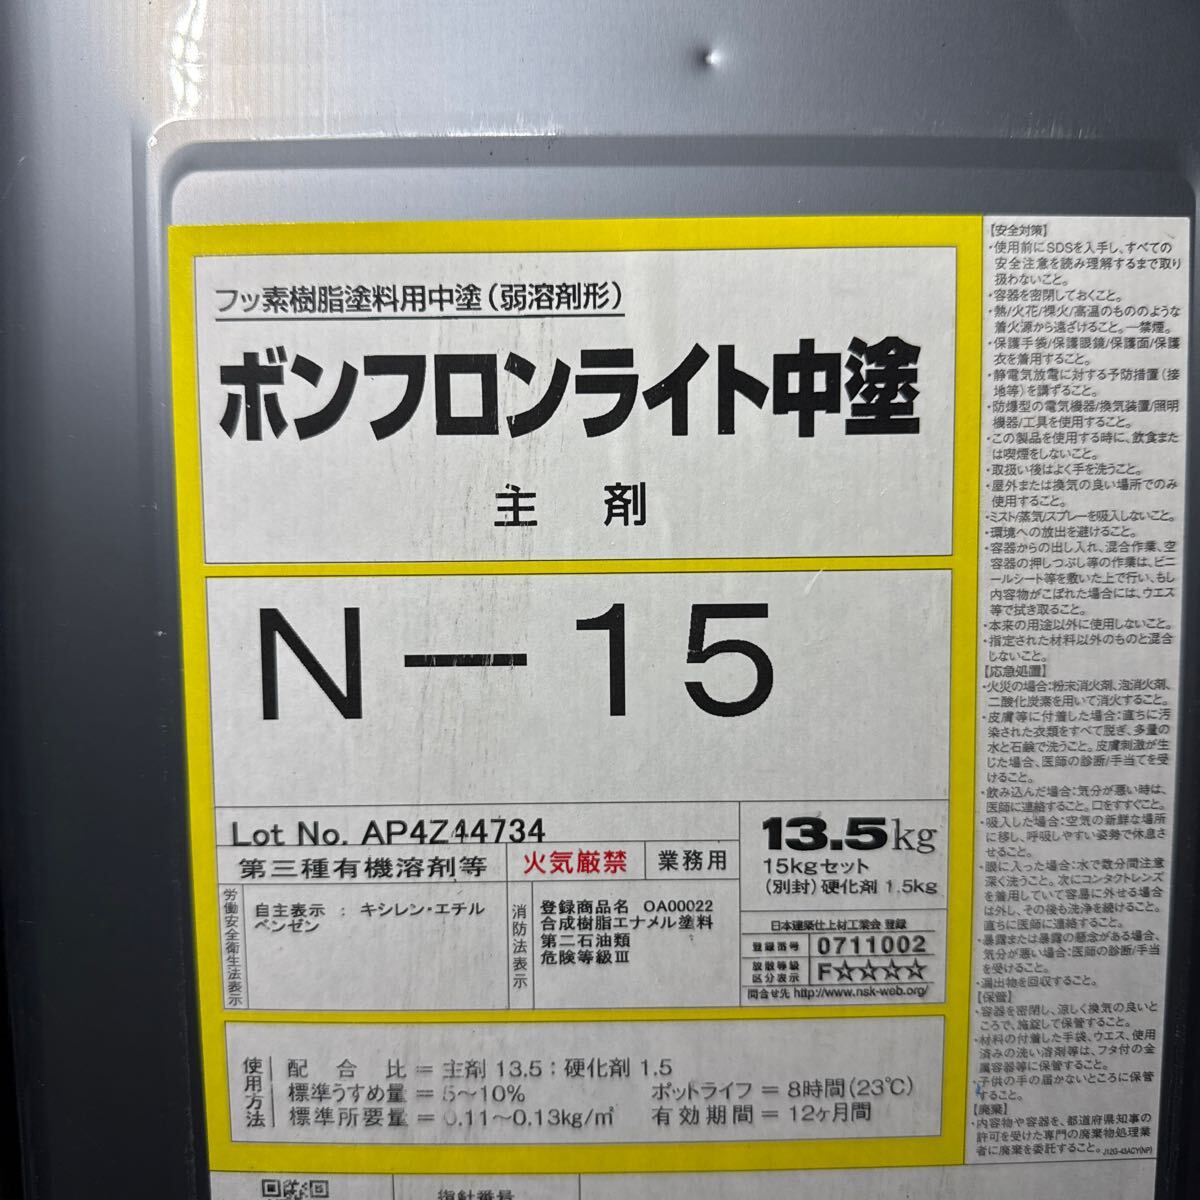 フッ素樹脂塗料用中塗(弱溶剤形)
ボンフロンライト中塗
主剤
N-15
Lot No. AP4Z44734
第三種有機溶剤等
火気厳禁
業務用
13.5kg
15kgセット
(別封)硬化剤 1.5kg
労働安全衛生法表示
自主表示 : キシレン・エチル
ベンゼン
消防法表示
登録商品名 OA00022
合成樹脂エナメル塗料
第二石油類
危険等級Ⅲ
日本建築仕上材工業会 登録
登録番号 0711002
放散等級
区分表示 F☆☆☆☆
問合せ先 http://www.nsk-web.org/
使用方法
配合比=主剤 13.5:硬化剤 1.5
標準うすめ量=5~10%
ポットライフ=8時間(23℃)
標準所要量=0.11~0.13kg/㎡
有効期間=12ヶ月間
【安全対策】
・使用前にSDSを入手し、すべての
安全注意を読み理解するまで取り
扱わないこと。
・容器を密閉しておくこと。
・熱/火花/裸火/高温のもののような
着火源から遠ざけること。一禁煙。
・保護手袋/保護眼鏡/保護面/保護
衣を着用すること。
・静電気放電に対する予防措置(接
地等)を講ずること。
・防爆型の電気機器/換気装置/照明
機器/工具を使用すること。
・この製品を使用する時に、飲食また
は喫煙をしないこと。
・取扱い後はよく手を洗うこと。
・屋外または換気の良い場所でのみ
使用すること。
・ミスト/蒸気/スプレーを吸入しないこと。
・環境への放出を避けること。
・容器からの出し入れ、混合作業、空
容器の押しつぶし等の作業は、ビニ
ールシート等を敷いた上で行い、もし
内容物がこぼれた場合には、ウエス
等で拭き取ること。
・本来の用途以外に使用しないこと。
・指定された材料以外のものと混合
しないこと。
【応急処置】
・火災の場合:粉末消火剤、泡消火剤、
二酸化炭素を用いて消火すること。
・皮膚等に付着した場合:直ちに汚
染された衣類をすべて脱ぎ、多量の
水と石鹸で洗うこと。皮膚刺激が生
じた場合、医師の診断/手当てを受
けること。
・飲み込んだ場合:気分が悪い時は、
医師に連絡すること。口をすすぐこと。
・吸入した場合:空気の新鮮な場所
に移し、呼吸しやすい姿勢で休息さ
せること。
・眼に入った場合:水で数分間注意
深く洗うこと。次にコンタクトレンズ
を着用していて容易に外せる場合
は外し、その後も洗浄を続けること。
直ちに医師に連絡すること。
・暴露または暴露の懸念がある場合、
気分が悪い場合:医師の診断/手当
を受けること。
・漏出物を回収すること。
【保管】
・容器を密閉し、涼しく換気の良いと
ころで、施錠して保管すること。
・材料の付着した手袋、ウエス、使用
済みの洗い溶剤等は、フタ付の金
属容器等に保管すること。
・子供の手の届かないところに保管
すること。
【廃棄】
・内容物や容器を、都道府県知事の
許可を受けた専門の廃棄物処理業
者に廃棄を委託すること。 J12G-43ACY(NP)
指針番号